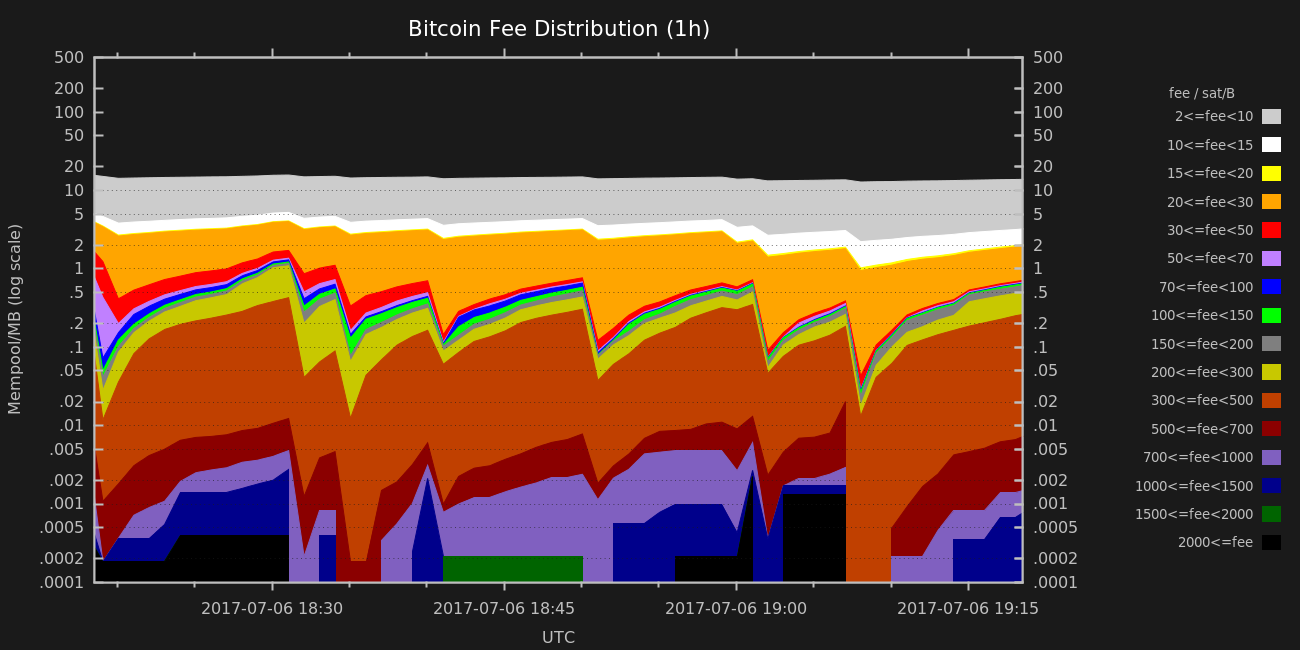 Bitcoin Fee Distribution (1h)
Mempool/MB (log scale)
500
200
100
50
20
10
5
2
1
.5
.2
.1
.05
.02
.01
.005
.002
.001
.0005
.0002
.0001
500
200
100
50
20
10
5
2
1
.5
.2
.1
.05
.02
.01
.005
.002
.001
.0005
.0002
.0001
2017-07-06 18:30
2017-07-06 18:45
2017-07-06 19:00
2017-07-06 19:15
UTC
fee / sat/B
2<=fee<10
10<=fee<15
15<=fee<20
20<=fee<30
30<=fee<50
50<=fee<70
70<=fee<100
100<=fee<150
150<=fee<200
200<=fee<300
300<=fee<500
500<=fee<700
700<=fee<1000
1000<=fee<1500
1500<=fee<2000
2000<=fee